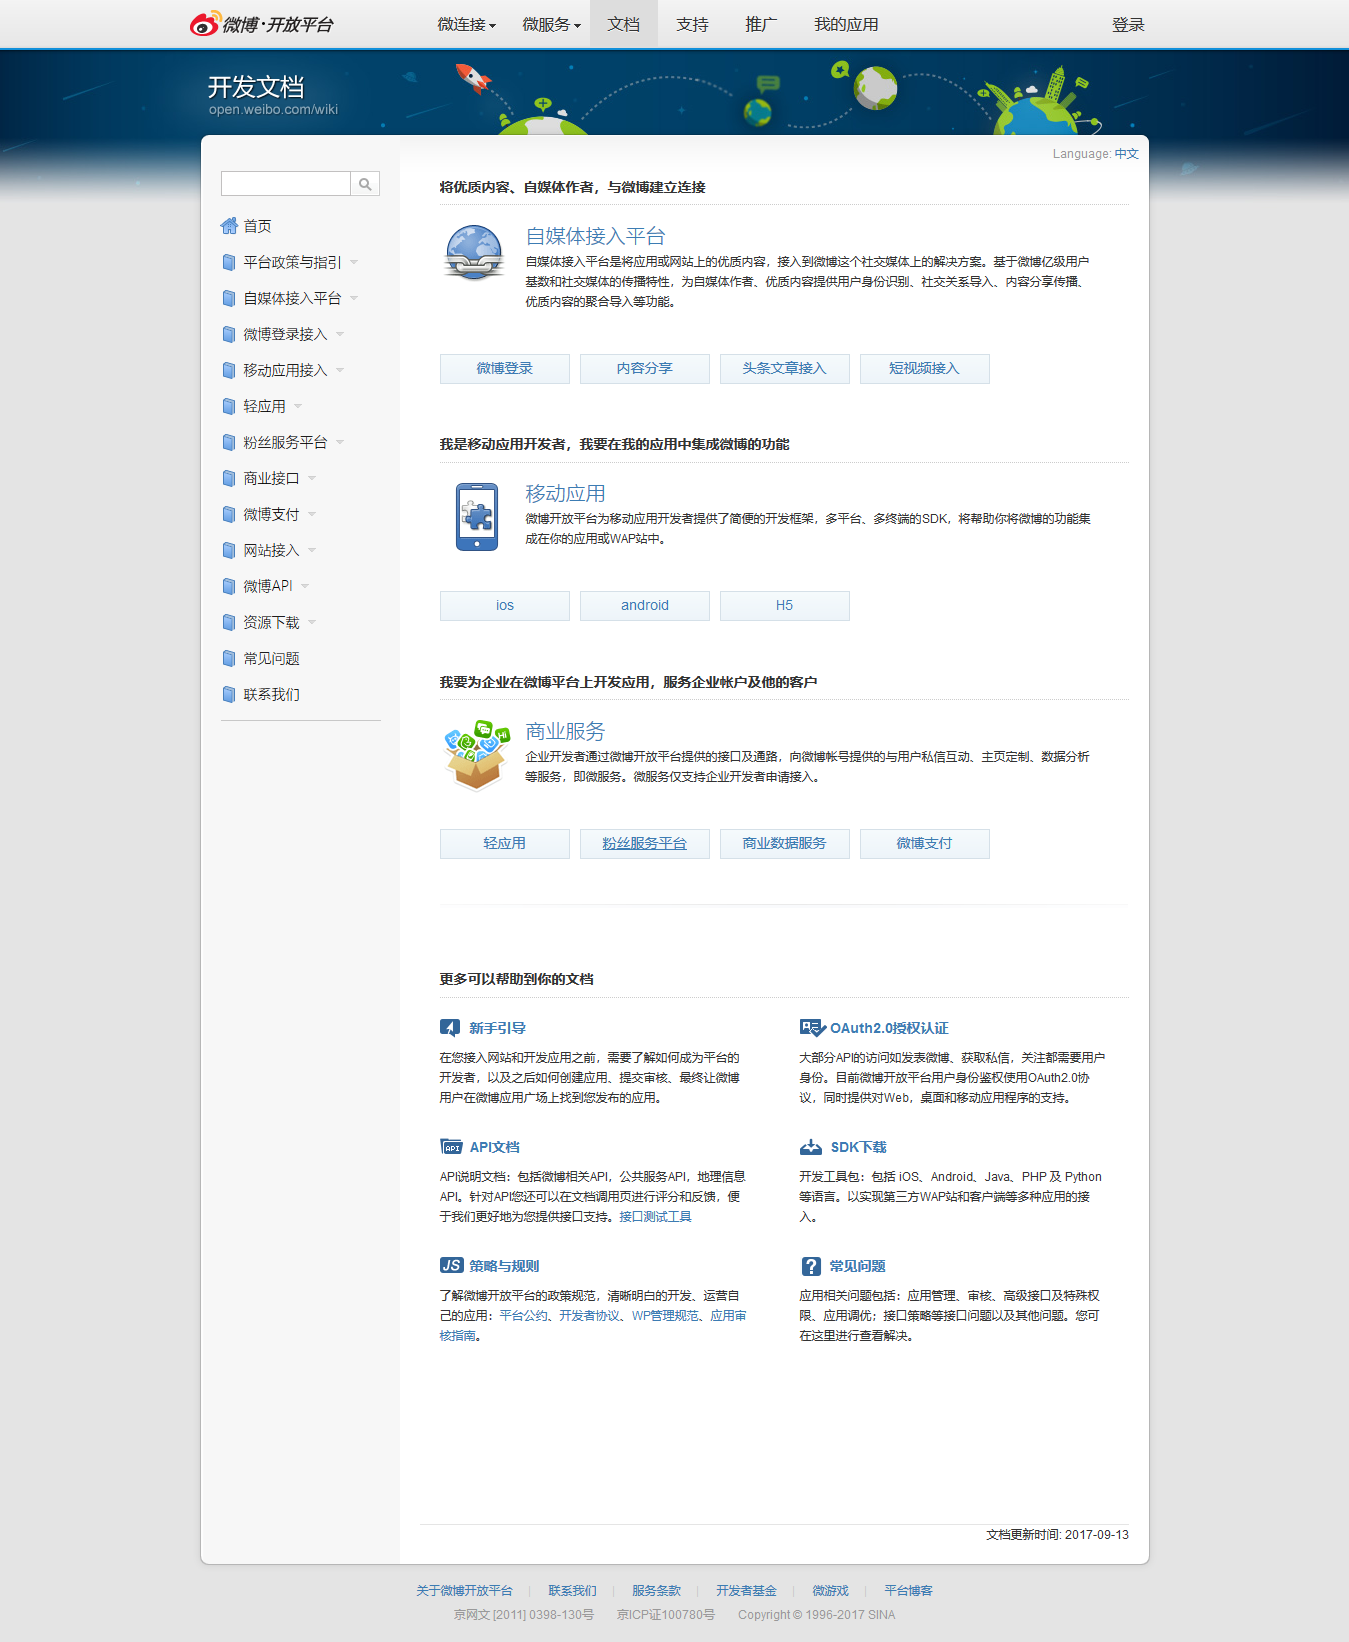 微博·开放平台
微连接 微服务 文档 支持 推广 我的应用 登录
开发文档
open.weibo.com/wiki
Language: 中文
首页
平台政策与指引
自媒体接入平台
微博登录接入
移动应用接入
轻应用
粉丝服务平台
商业接口
微博支付
网站接入
微博API
资源下载
常见问题
联系我们
将优质内容、自媒体作者，与微博建立连接
自媒体接入平台
自媒体接入平台是将应用或网站上的优质内容，接入到微博这个社交媒体上的解决方案。基于微博亿级用户
基数和社交媒体的传播特性，为自媒体作者、优质内容提供用户身份识别、社交关系导入、内容分享传播、
优质内容的聚合导入等功能。
微博登录 内容分享 头条文章接入 短视频接入
我是移动应用开发者，我要在我的应用中集成微博的功能
移动应用
微博开放平台为移动应用开发者提供了简便的开发框架，多平台、多终端的SDK，将帮助你将微博的功能集
成在你的应用或WAP站中。
ios android H5
我要为企业在微博平台上开发应用，服务企业帐户及他的客户
商业服务
企业开发者通过微博开放平台提供的接口及通路，向微博帐号提供的与用户私信互动、主页定制、数据分析
等服务，即微服务。微服务仅支持企业开发者申请接入。
轻应用 粉丝服务平台 商业数据服务 微博支付
更多可以帮助到你的文档
新手引导
在您接入网站和开发应用之前，需要了解如何成为平台的
开发者，以及之后如何创建应用、提交审核、最终让微博
用户在微博应用广场上找到您发布的应用。
OAuth2.0授权认证
大部分API的访问如发表微博、获取私信，关注都需要用户
身份。目前微博开放平台用户身份鉴权使用OAuth2.0协
议，同时提供对Web，桌面和移动应用程序的支持。
API
API文档
API说明文档：包括微博相关API，公共服务API，地理信息
API。针对API您还可以在文档调用页进行评分和反馈，便
于我们更好地为您提供接口支持。接口测试工具
SDK下载
开发工具包：包括 iOS、Android、Java、PHP 及 Python
等语言。以实现第三方WAP站和客户端等多种应用的接
入。
JS
策略与规则
了解微博开放平台的政策规范，清晰明白的开发、运营自
己的应用：平台公约、开发者协议、WP管理规范、应用审
核指南。
?
常见问题
应用相关问题包括：应用管理、审核、高级接口及特殊权
限、应用调优；接口策略等接口问题以及其他问题。您可
在这里进行查看解决。
文档更新时间: 2017-09-13
关于微博开放平台 联系我们 服务条款 开发者基金 微游戏 平台博客
京网文 [2011] 0398-130号 京ICP证100780号 Copyright © 1996-2017 SINA